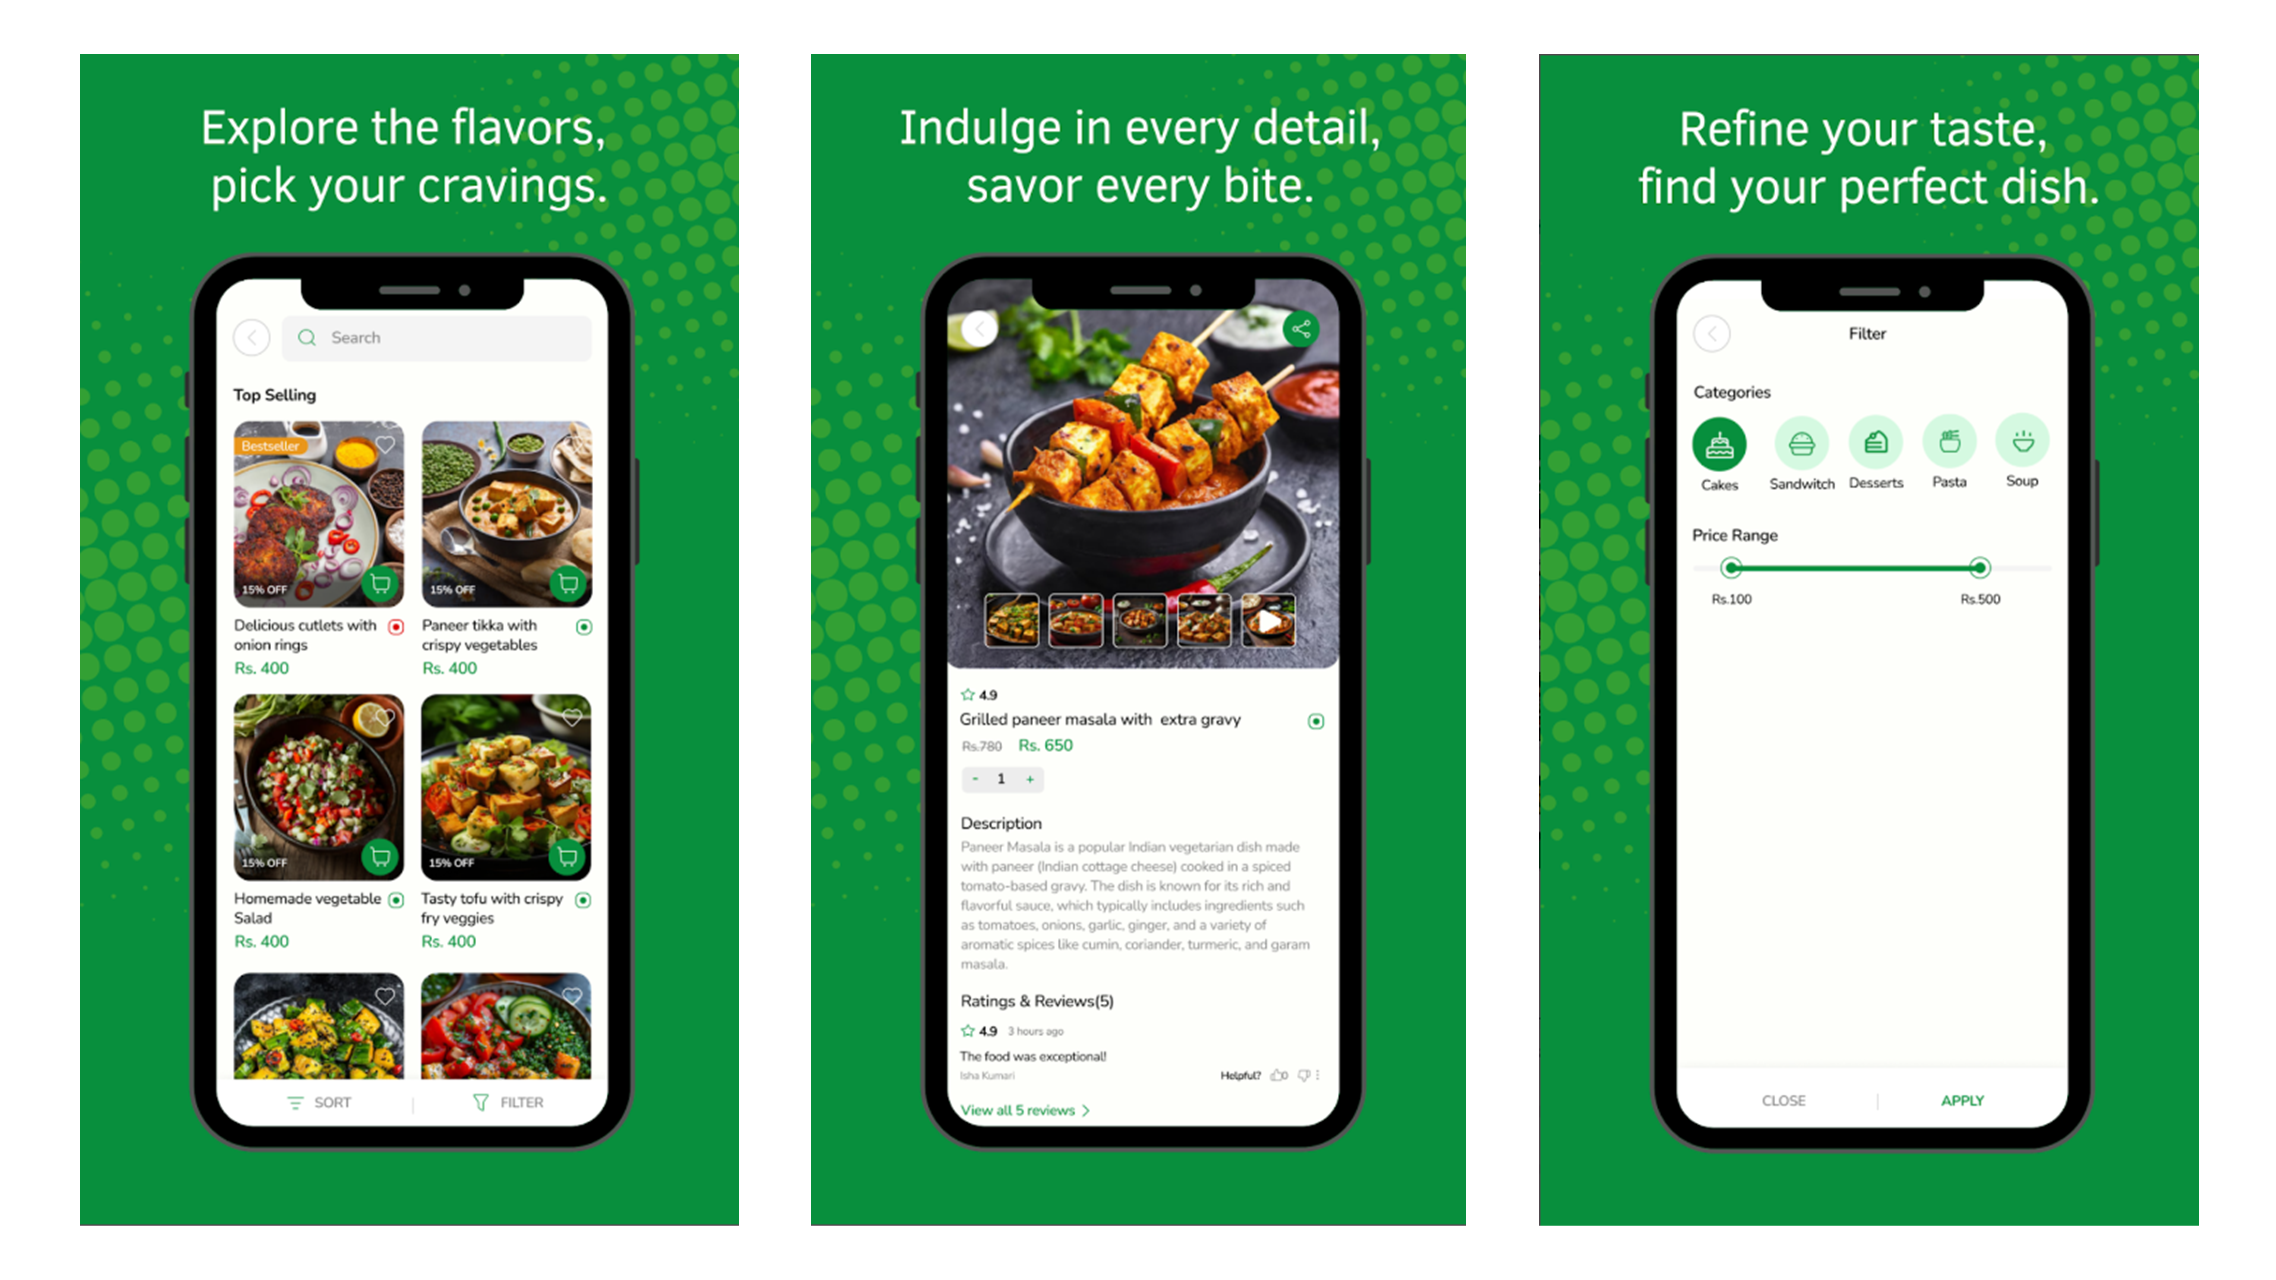 Explore the flavors,
pick your cravings.
Search
Top Selling
Bestseller
15% OFF
15% OFF
Delicious cutlets with
onion rings
Rs. 400
Paneer tikka with
crispy vegetables
Rs. 400
15% OFF
15% OFF
Homemade vegetable
Salad
Rs. 400
Tasty tofu with crispy
fry veggies
Rs. 400
SORT
FILTER
Indulge in every detail,
savor every bite.
4.9
Grilled paneer masala with extra gravy
Rs.780 Rs. 650
- 1 +
Description
Paneer Masala is a popular Indian vegetarian dish made
with paneer (Indian cottage cheese) cooked in a spiced
tomato-based gravy. The dish is known for its rich and
flavorful sauce, which typically includes ingredients such
as tomatoes, onions, garlic, ginger, and a variety of
aromatic spices like cumin, coriander, turmeric, and garam
masala.
Ratings & Reviews(5)
4.9 3 hours ago
The food was exceptional!
Isha Kumari
Helpful? 0
View all 5 reviews >
Refine your taste,
find your perfect dish.
Filter
Categories
Cakes
Sandwitch
Desserts
Pasta
Soup
Price Range
Rs.100
Rs.500
CLOSE
APPLY